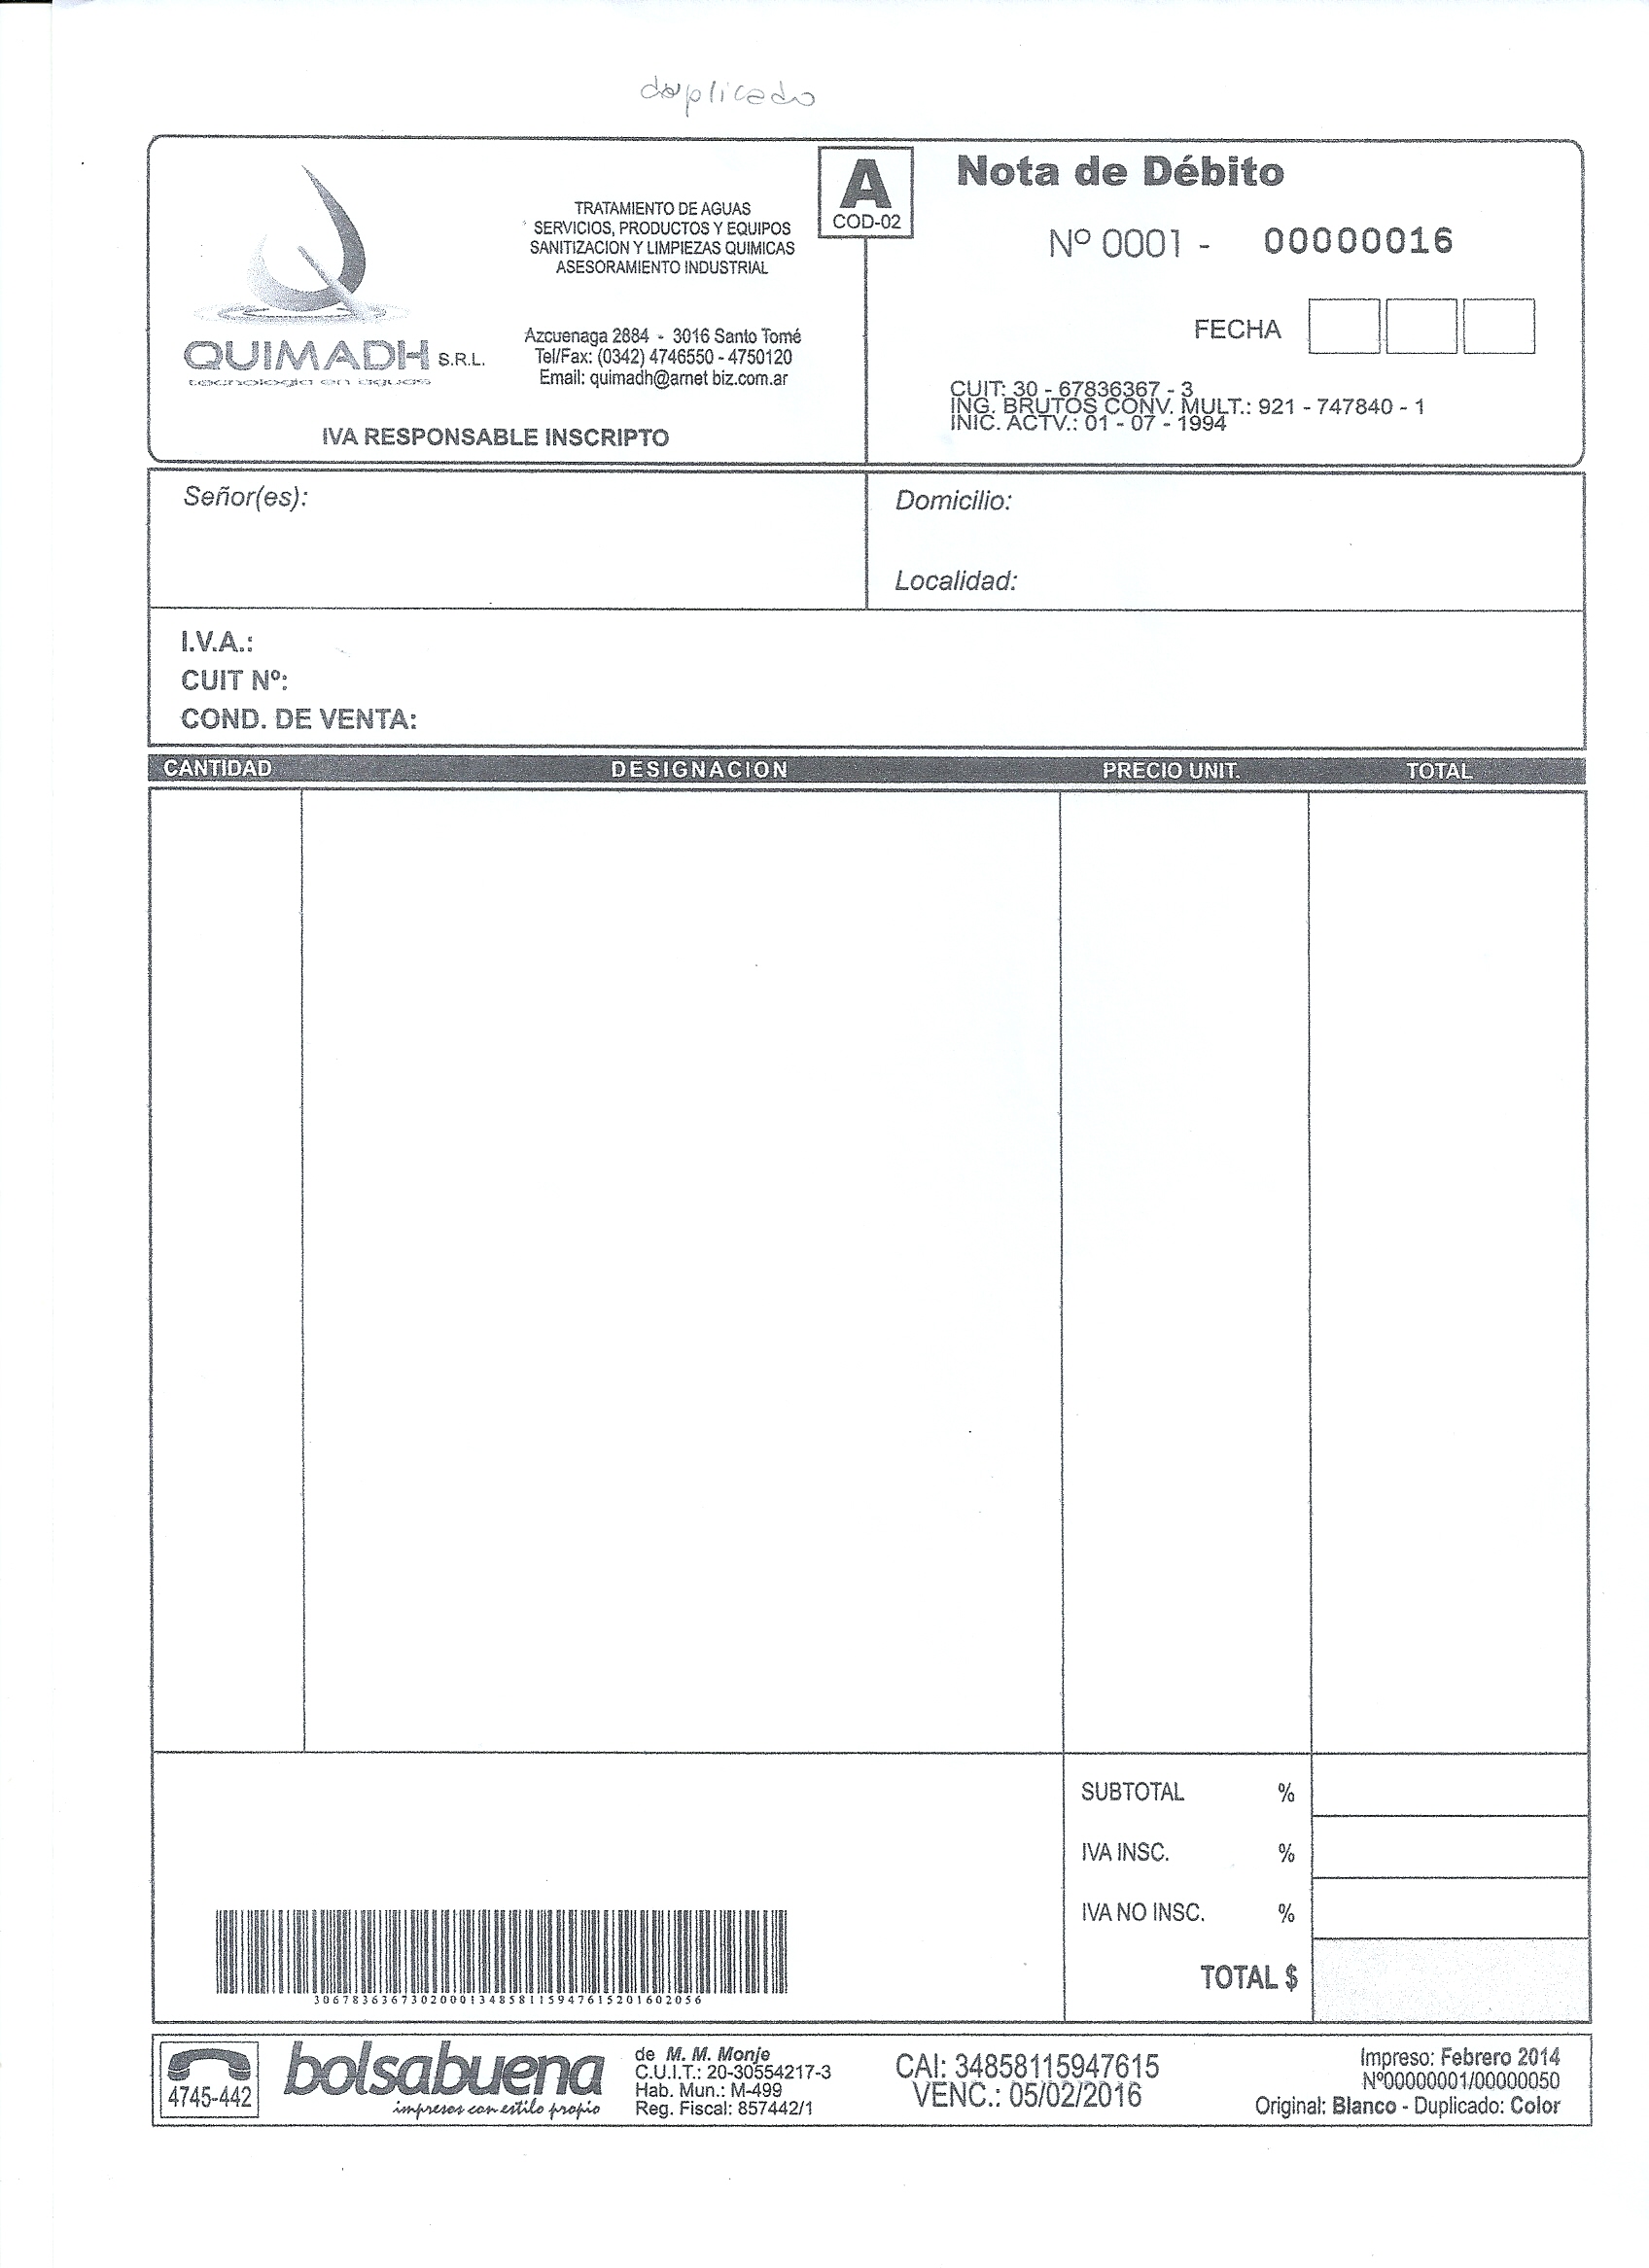 duplicado
A
COD-02
Nota de Débito
Nº 0001 - 00000016
FECHA
TRATAMIENTO DE AGUAS
SERVICIOS, PRODUCTOS Y EQUIPOS
SANITIZACION Y LIMPIEZAS QUIMICAS
ASESORAMIENTO INDUSTRIAL
QUIMADH S.R.L.
tecnologia en aguas
Azcuenaga 2884 - 3016 Santo Tomé
Tel/Fax: (0342) 4746550 - 4750120
Email: quimadh@arnet biz.com.ar
IVA RESPONSABLE INSCRIPTO
CUIT: 30 - 67836367 - 3
ING. BRUTOS CONV. MULT.: 921 - 747840 - 1
INIC. ACTV.: 01 - 07 - 1994
Señor(es):
Domicilio:
Localidad:
I.V.A.:
CUIT Nº:
COND. DE VENTA:
CANTIDAD DESIGNACION PRECIO UNIT. TOTAL
SUBTOTAL %
IVA INSC. %
IVA NO INSC. %
TOTAL $
3067836367302000134858115947615201602056
4745-442
bolsabuena
impresos con estilo propio
de M. M. Monje
C.U.I.T.: 20-30554217-3
Hab. Mun.: M-499
Reg. Fiscal: 857442/1
CAI: 34858115947615
VENC.: 05/02/2016
Impreso: Febrero 2014
Nº00000001/00000050
Original: Blanco - Duplicado: Color